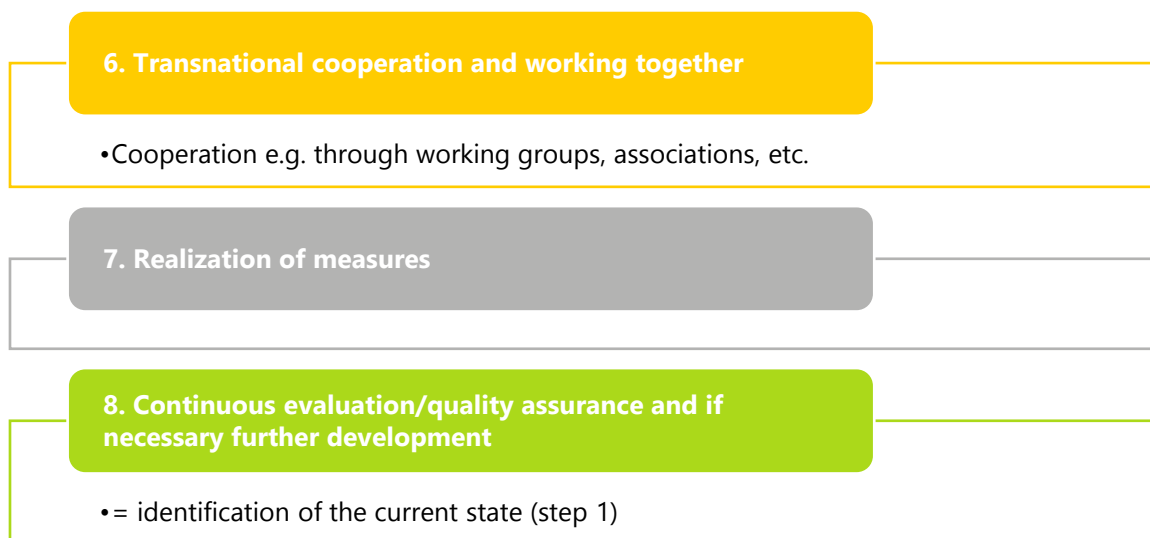 6. Transnational cooperation and working together
•Cooperation e.g. through working groups, associations, etc.
7. Realization of measures
8. Continuous evaluation/quality assurance and if
necessary further development
•= identification of the current state (step 1)